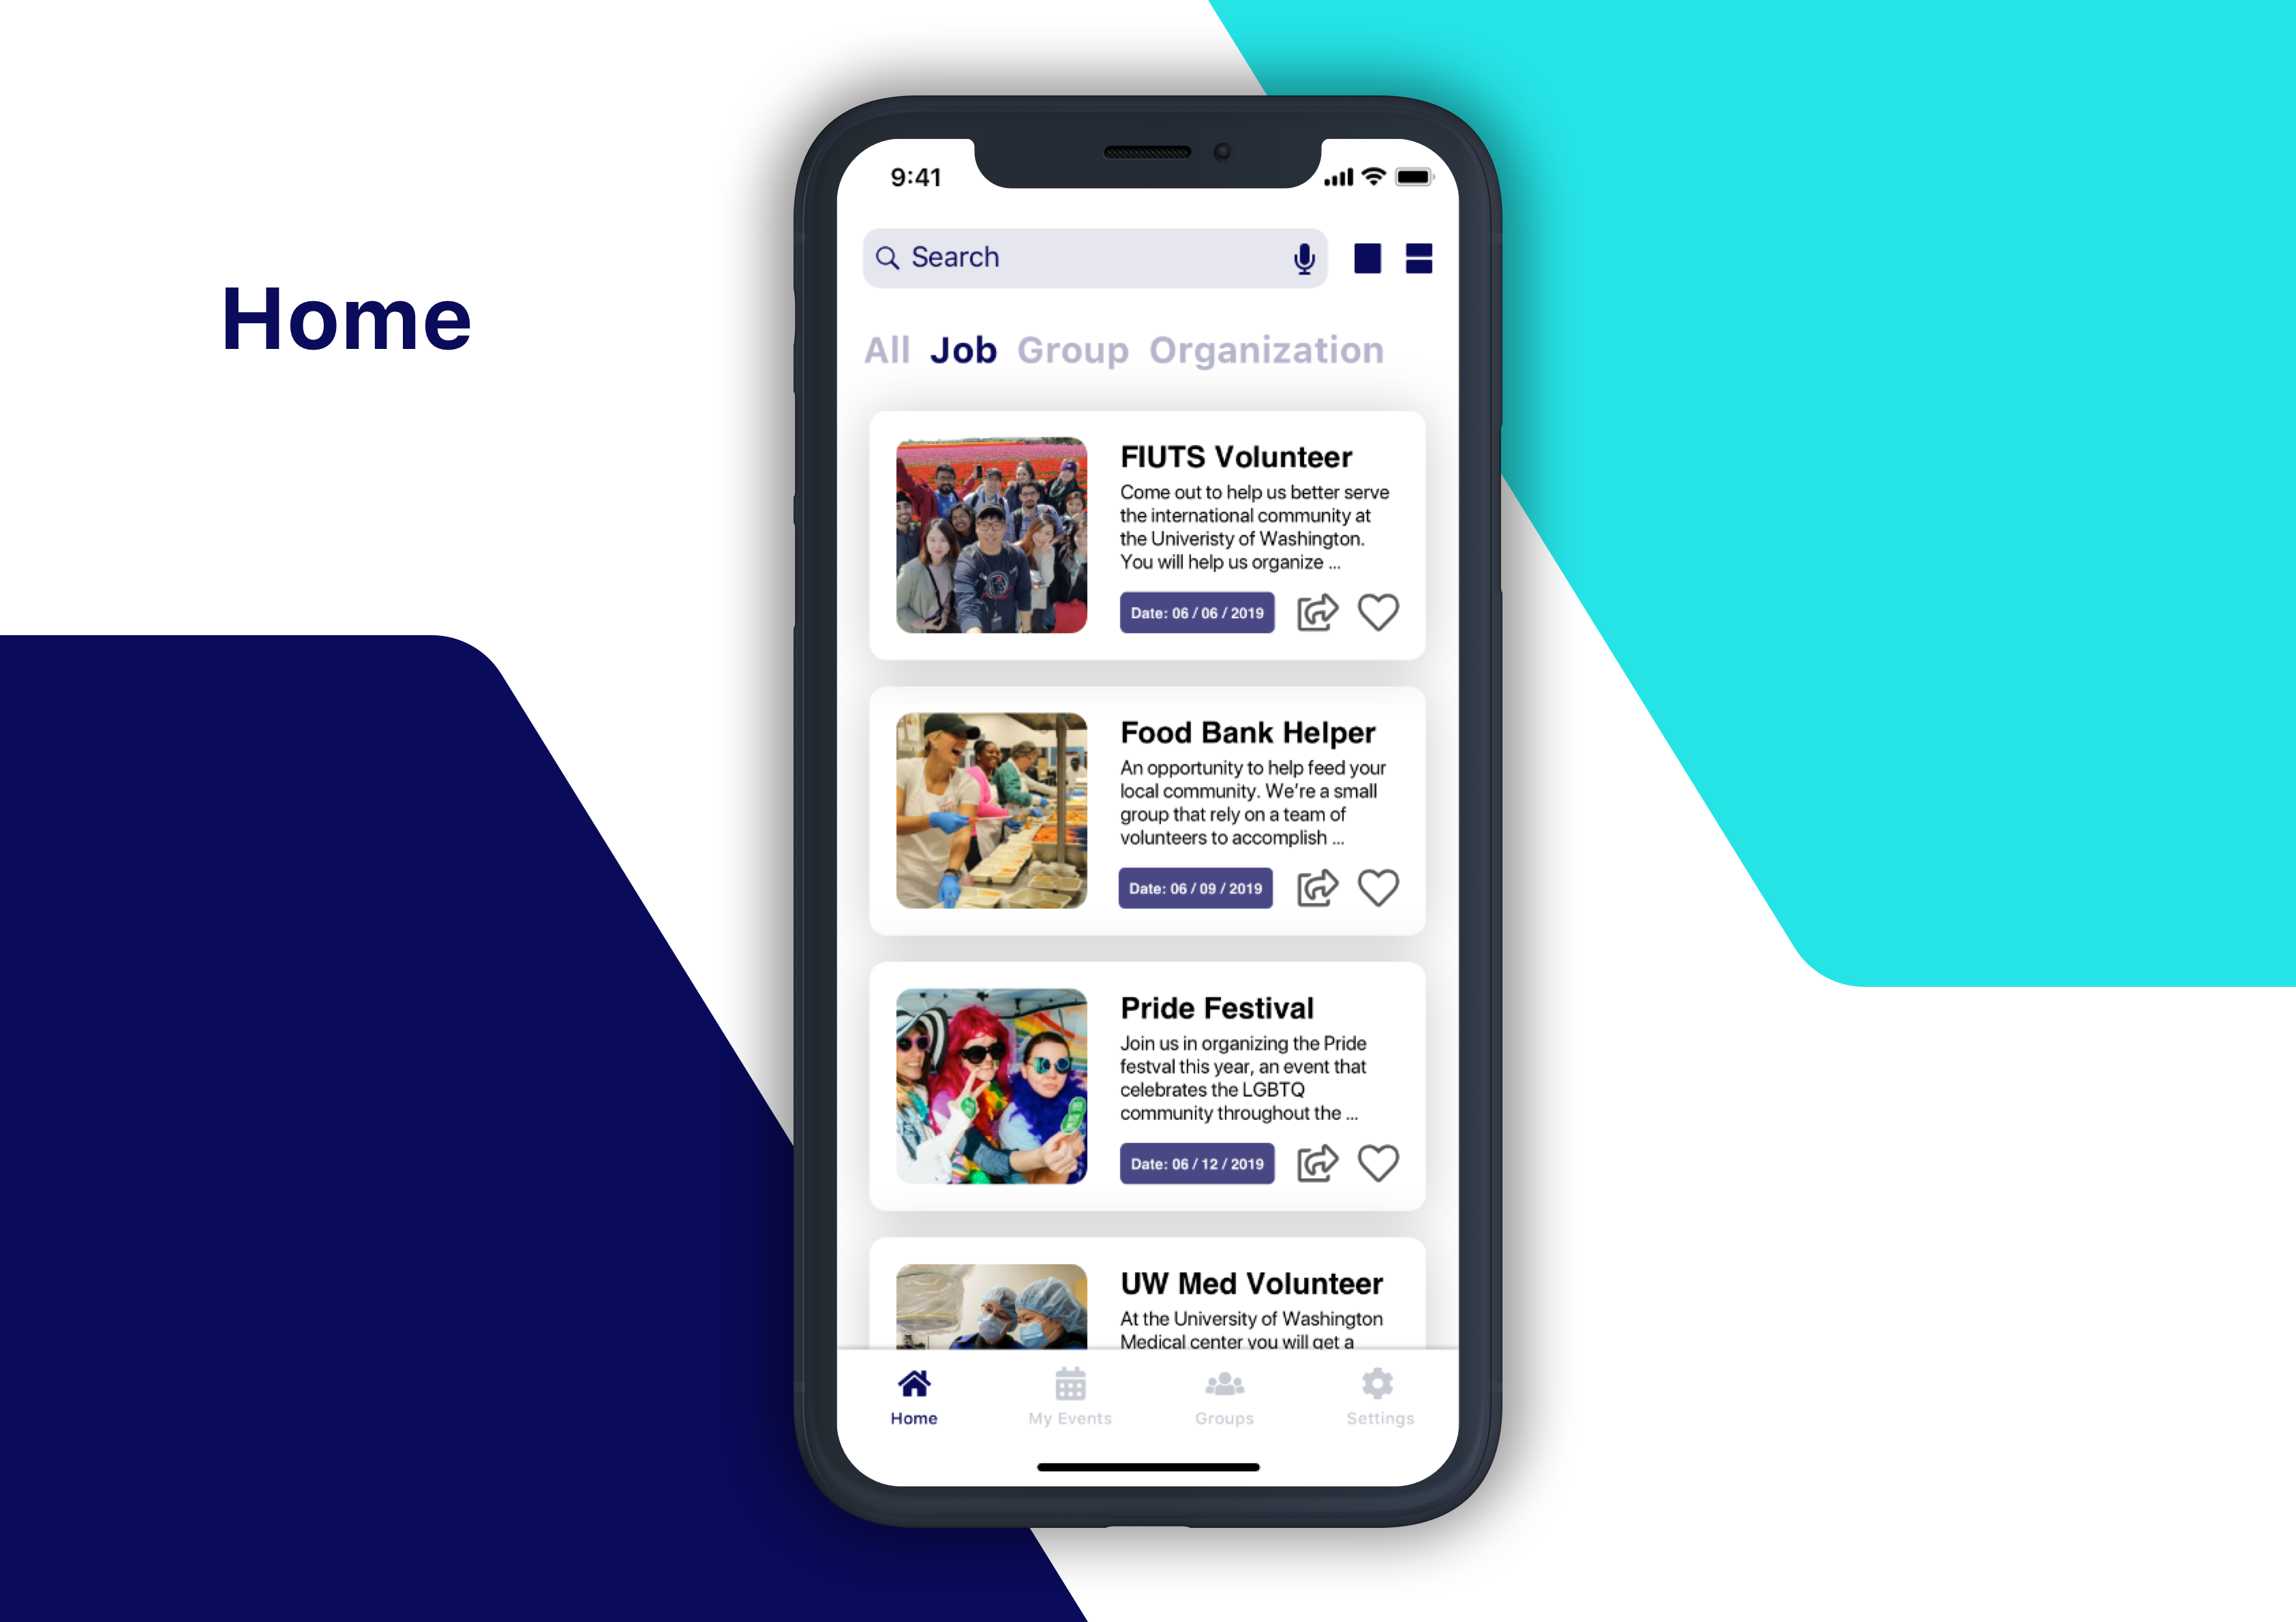 Home
9:41
Search
All Job Group Organization
FIUTS Volunteer
Come out to help us better serve
the international community at
the Univeristy of Washington.
You will help us organize ...
Date: 06 / 06 / 2019
Food Bank Helper
An opportunity to help feed your
local community. We're a small
group that rely on a team of
volunteers to accomplish ...
Date: 06 / 09 / 2019
Pride Festival
Join us in organizing the Pride
festval this year, an event that
celebrates the LGBTQ
community throughout the ...
Date: 06 / 12 / 2019
UW Med Volunteer
At the University of Washington
Medical center you will get a
Home My Events Groups Settings